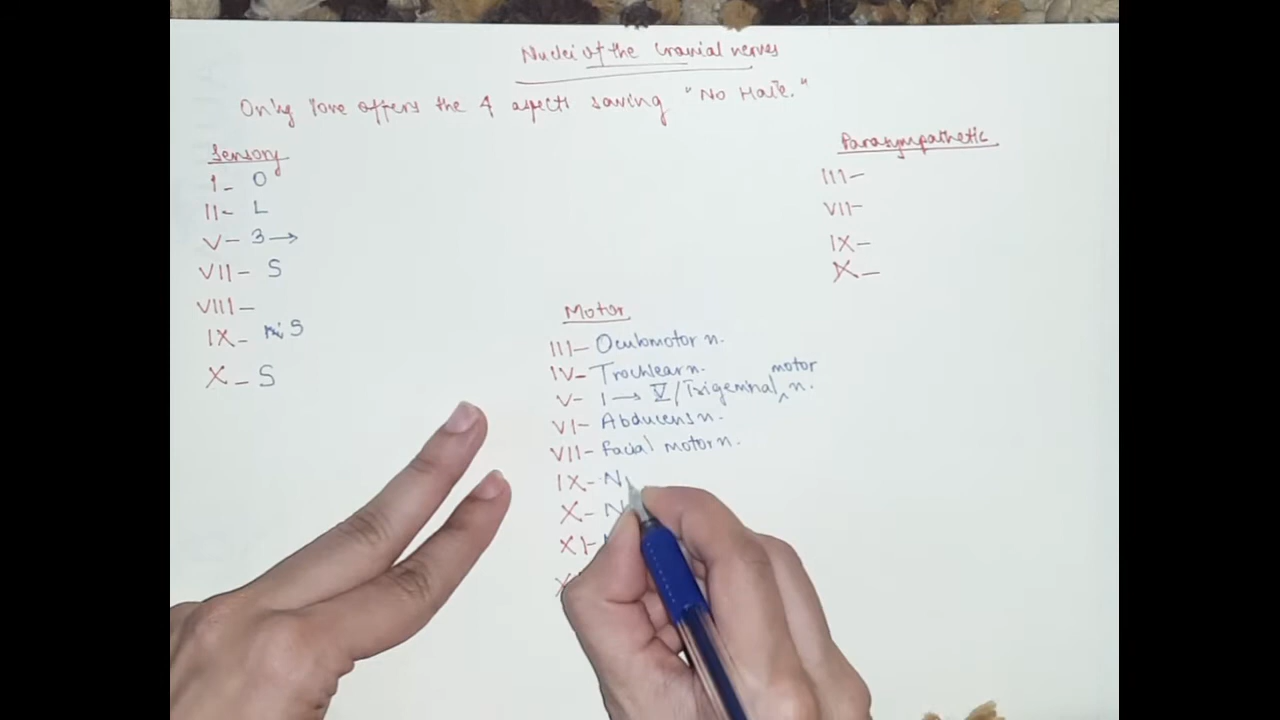 Nuclei of the cranial nerves
Only love offers the 4 aspects saving "No Hate."
Sensory
I- O
II- L
V- 3→
VII- S
VIII-
IX- S
X- S
Motor
III- Oculomotor n.
IV- Trochlear n.
V- 1 → V/Trigeminal motor n.
VI- Abducens n.
VII- Facial motor n.
IX- N
X- N
XI-
Parasympathetic
III-
VII-
IX-
X-